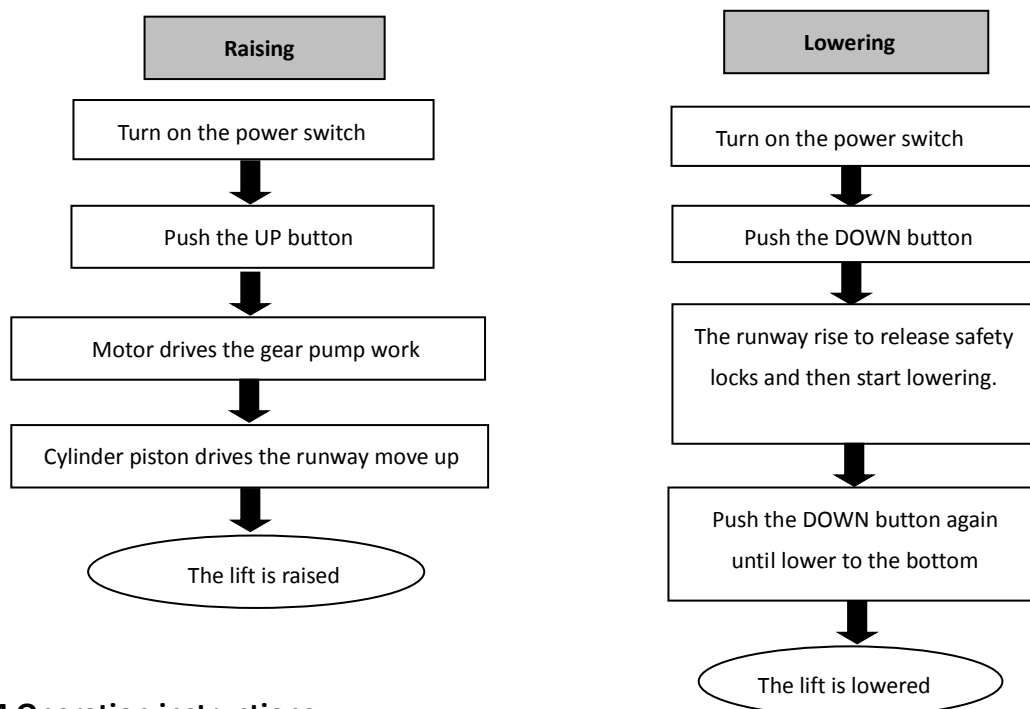 Raising
Turn on the power switch
Push the UP button
Motor drives the gear pump work
Cylinder piston drives the runway move up
The lift is raised
Lowering
Turn on the power switch
Push the DOWN button
The runway rise to release safety
locks and then start lowering.
Push the DOWN button again
until lower to the bottom
The lift is lowered
Operation instructions